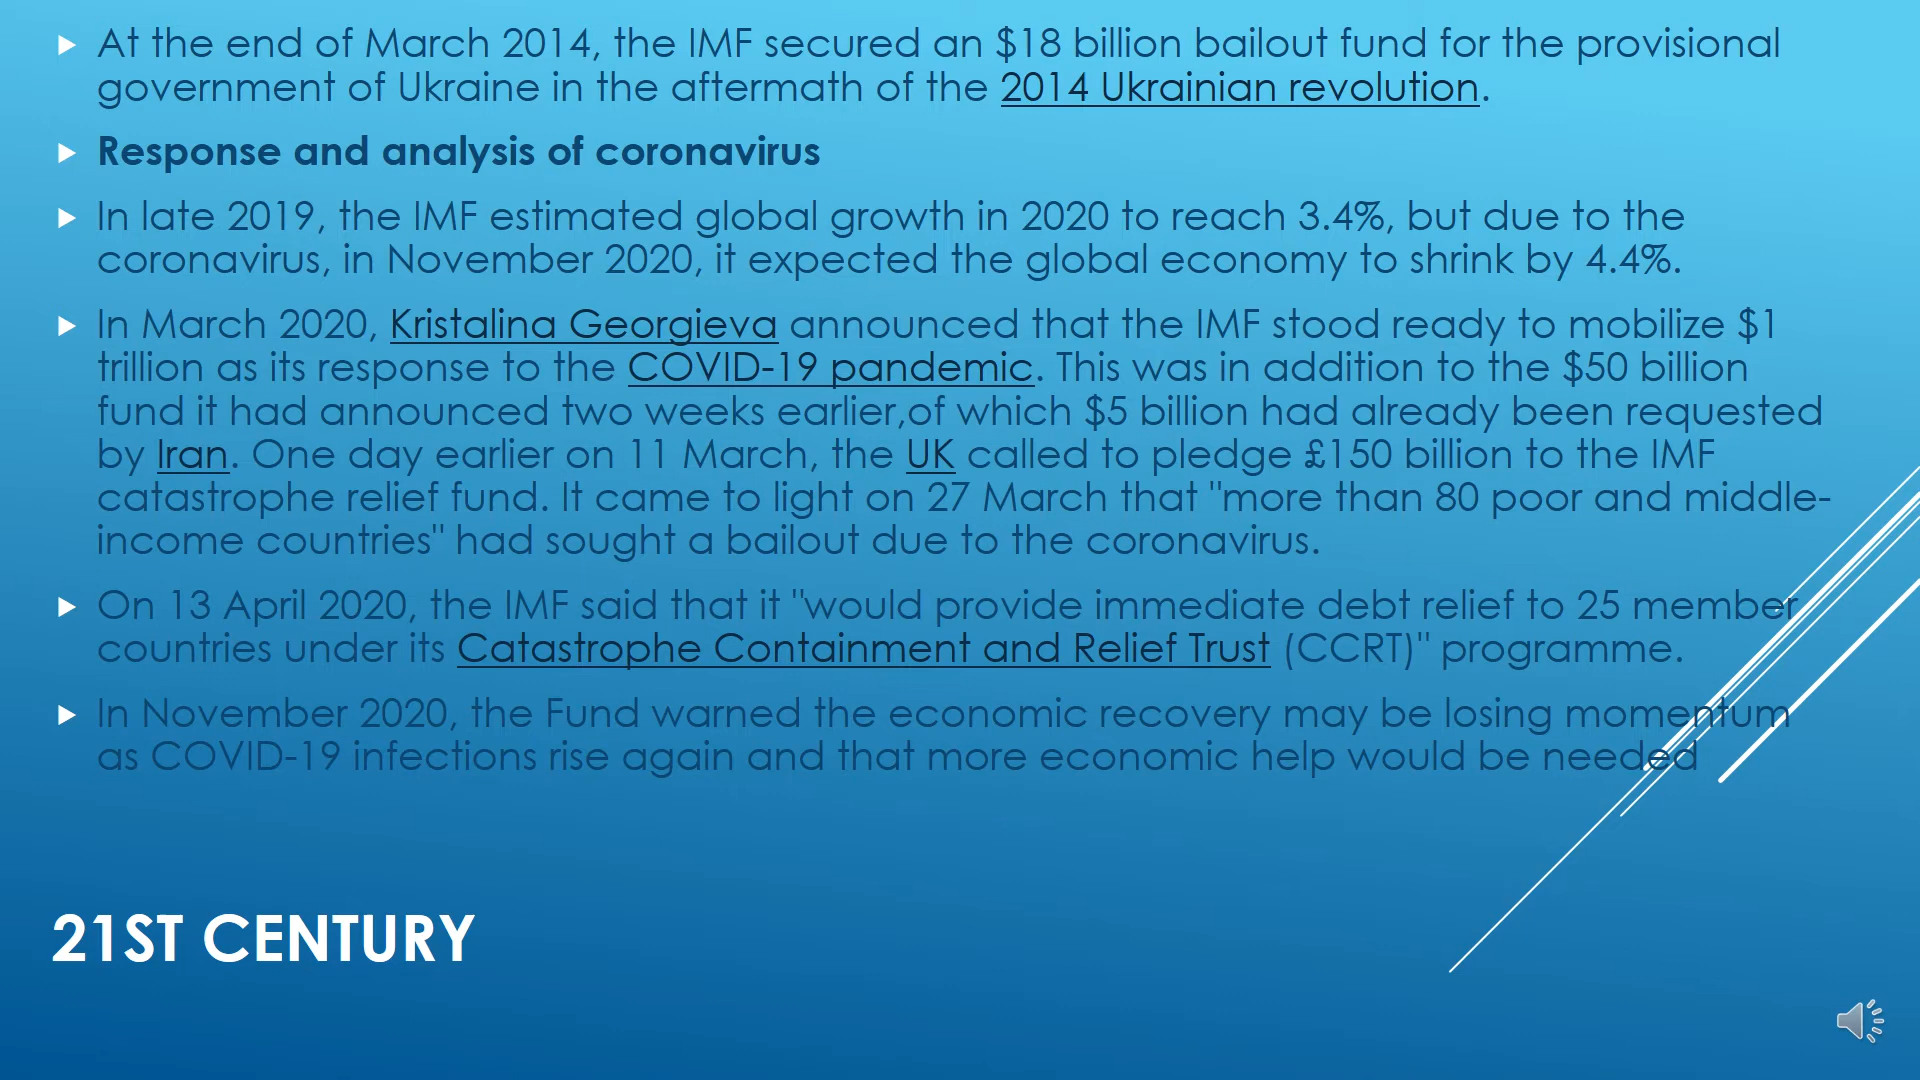 At the end of March 2014, the IMF secured an $18 billion bailout fund for the provisional
government of Ukraine in the aftermath of the 2014 Ukrainian revolution.
Response and analysis of coronavirus
In late 2019, the IMF estimated global growth in 2020 to reach 3.4%, but due to the
coronavirus, in November 2020, it expected the global economy to shrink by 4.4%.
In March 2020, Kristalina Georgieva announced that the IMF stood ready to mobilize $1
trillion as its response to the COVID-19 pandemic. This was in addition to the $50 billion
fund it had announced two weeks earlier,of which $5 billion had already been requested
by Iran. One day earlier on 11 March, the UK called to pledge £150 billion to the IMF
catastrophe relief fund. It came to light on 27 March that "more than 80 poor and middle-
income countries" had sought a bailout due to the coronavirus.
On 13 April 2020, the IMF said that it "would provide immediate debt relief to 25 member
countries under its Catastrophe Containment and Relief Trust (CCRT)" programme.
In November 2020, the Fund warned the economic recovery may be losing momentum
as COVID-19 infections rise again and that more economic help would be needed
21ST CENTURY